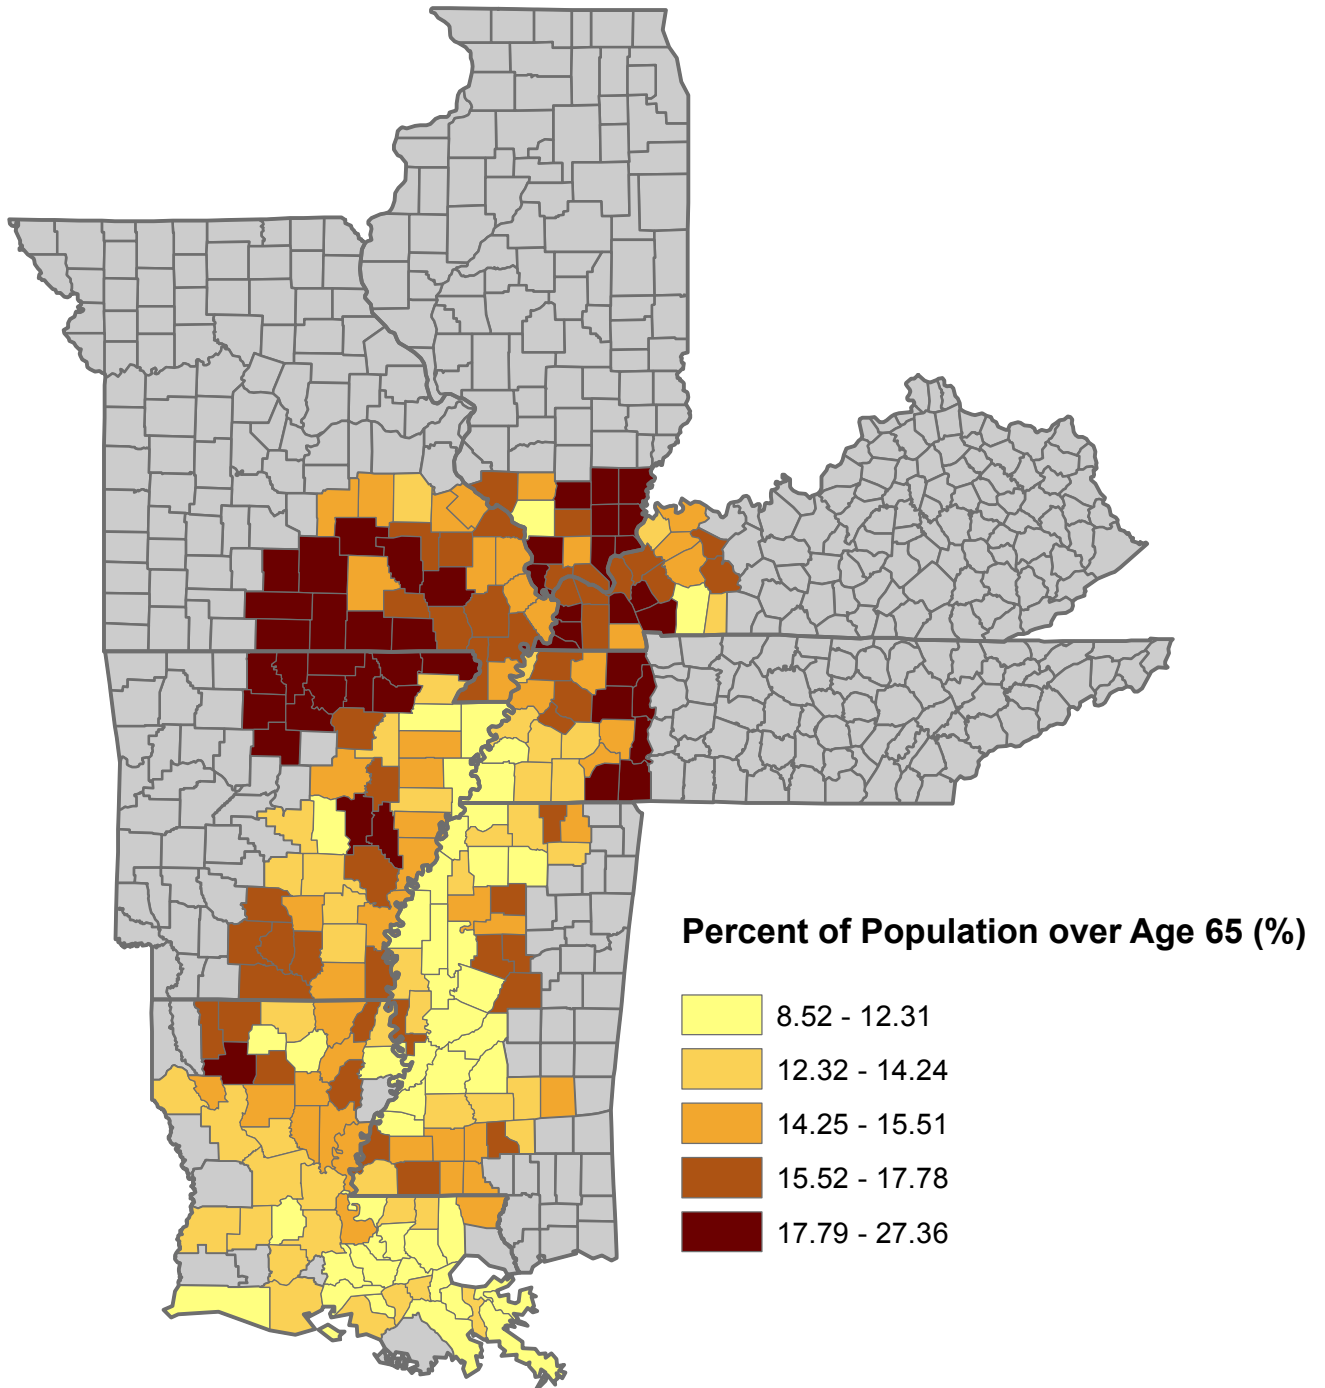 Percent of Population over Age 65 (%)
8.52 - 12.31
12.32 - 14.24
14.25 - 15.51
15.52 - 17.78
17.79 - 27.36